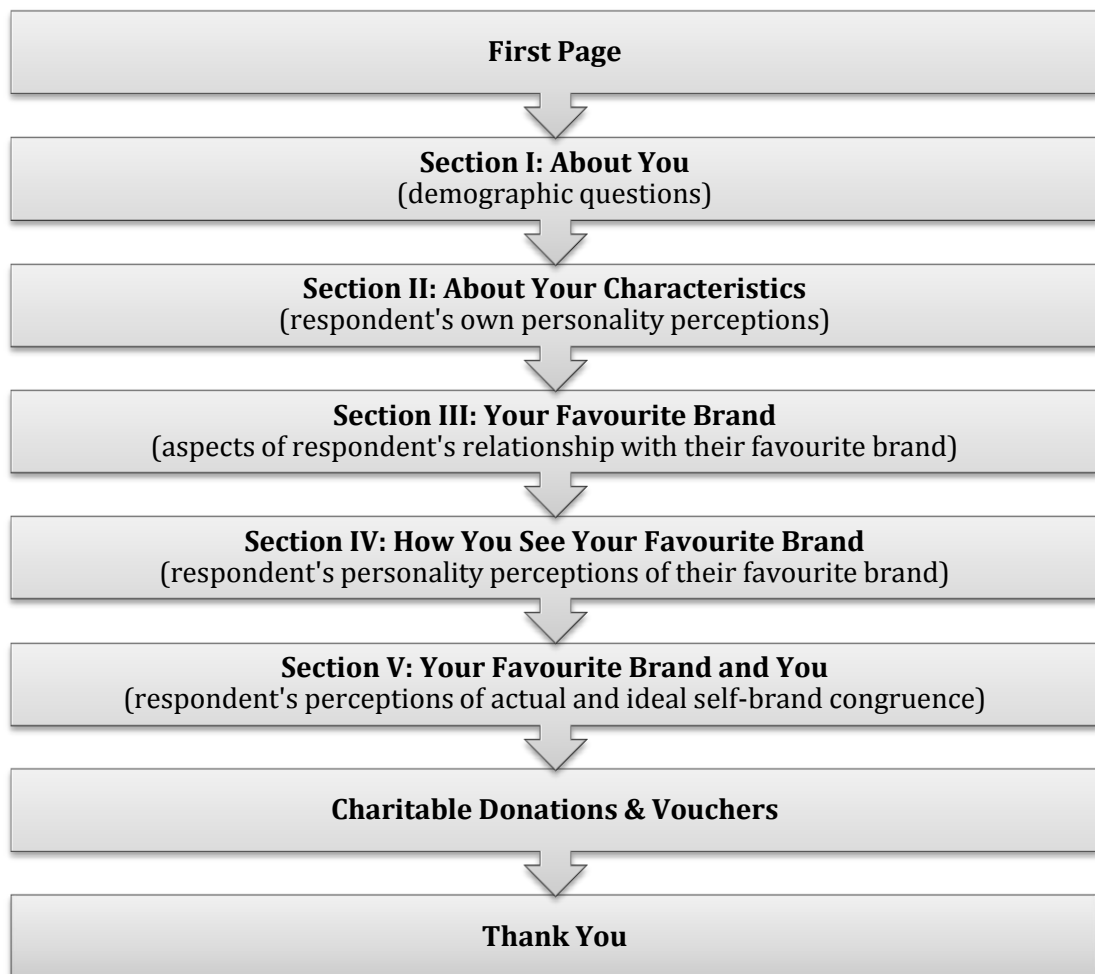 First Page
Section I: About You
(demographic questions)
Section II: About Your Characteristics
(respondent's own personality perceptions)
Section III: Your Favourite Brand
(aspects of respondent's relationship with their favourite brand)
Section IV: How You See Your Favourite Brand
(respondent's personality perceptions of their favourite brand)
Section V: Your Favourite Brand and You
(respondent's perceptions of actual and ideal self-brand congruence)
Charitable Donations & Vouchers
Thank You